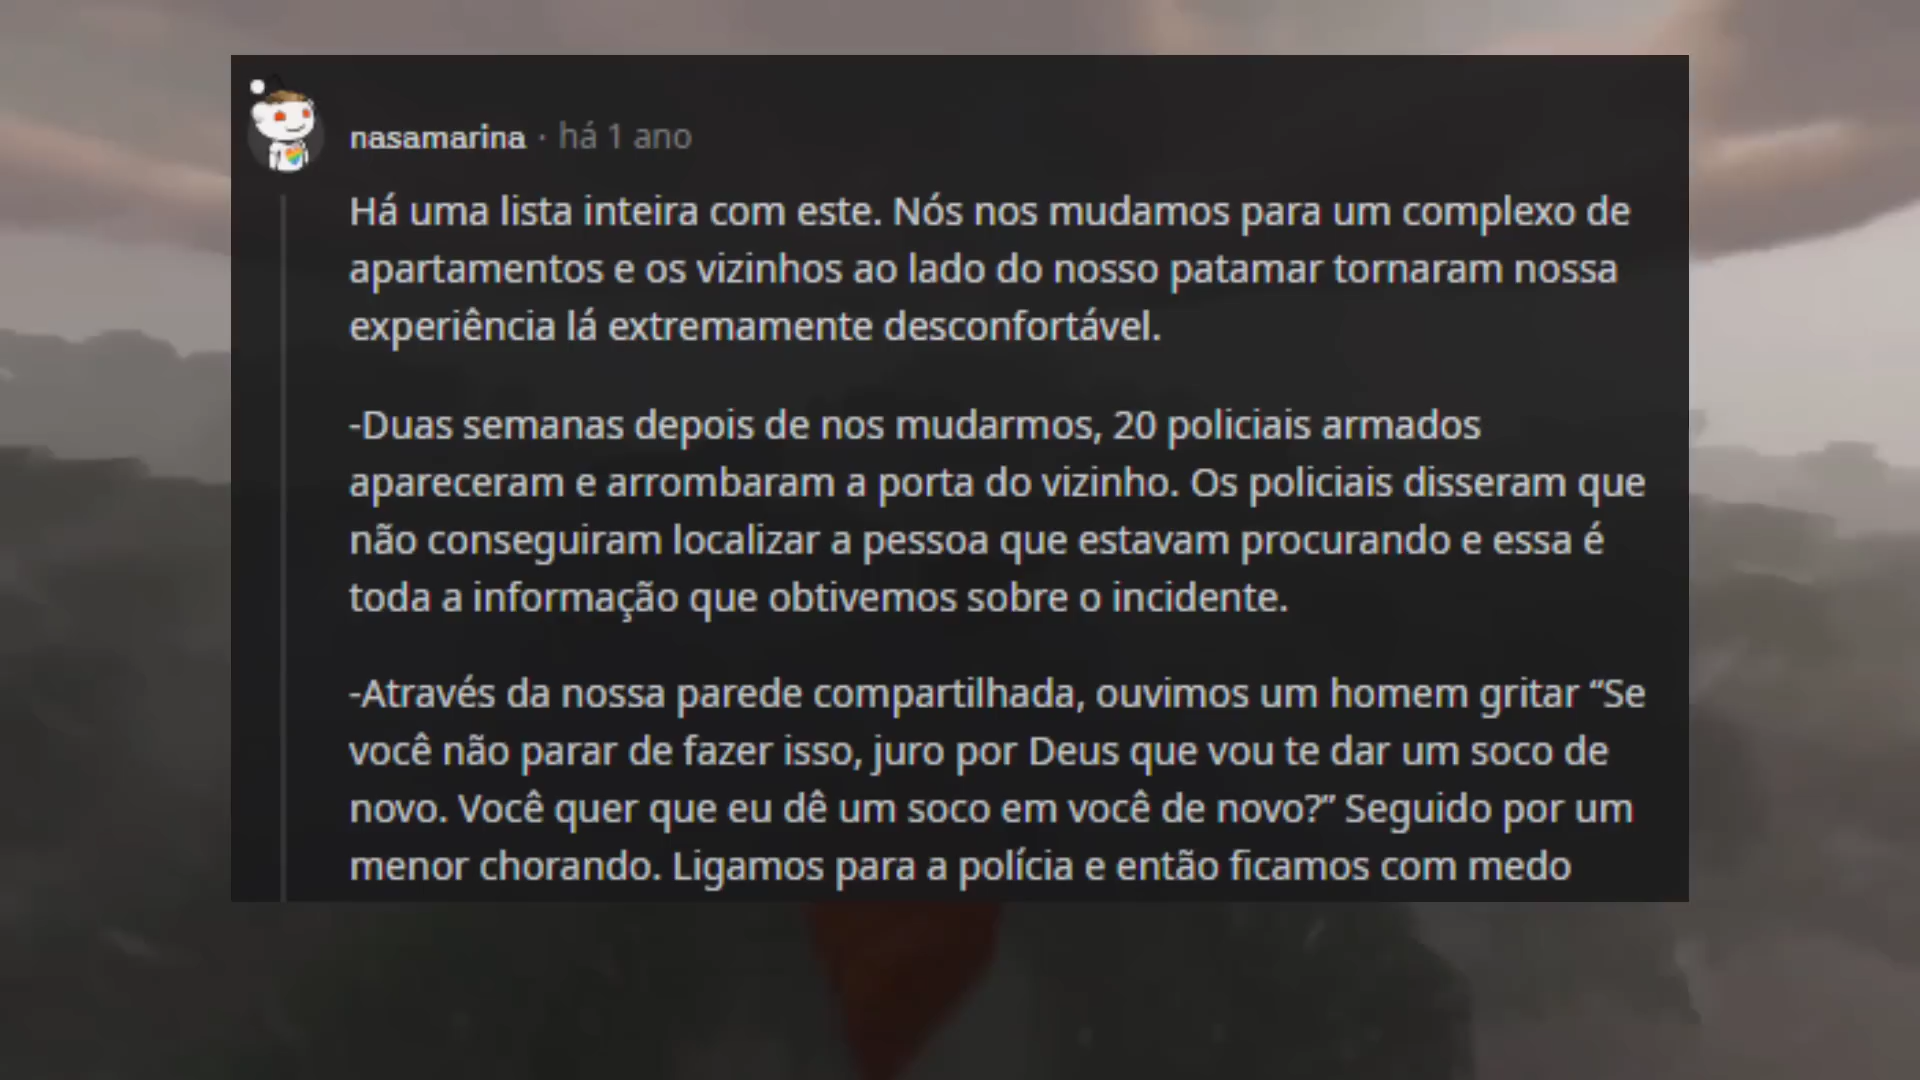 nasamarina · há 1 ano
Há uma lista inteira com este. Nós nos mudamos para um complexo de
apartamentos e os vizinhos ao lado do nosso patamar tornaram nossa
experiência lá extremamente desconfortável.
-Duas semanas depois de nos mudarmos, 20 policiais armados
apareceram e arrombaram a porta do vizinho. Os policiais disseram que
não conseguiram localizar a pessoa que estavam procurando e essa é
toda a informação que obtivemos sobre o incidente.
-Através da nossa parede compartilhada, ouvimos um homem gritar “Se
você não parar de fazer isso, juro por Deus que vou te dar um soco de
novo. Você quer que eu dê um soco em você de novo?” Seguido por um
menor chorando. Ligamos para a polícia e então ficamos com medo